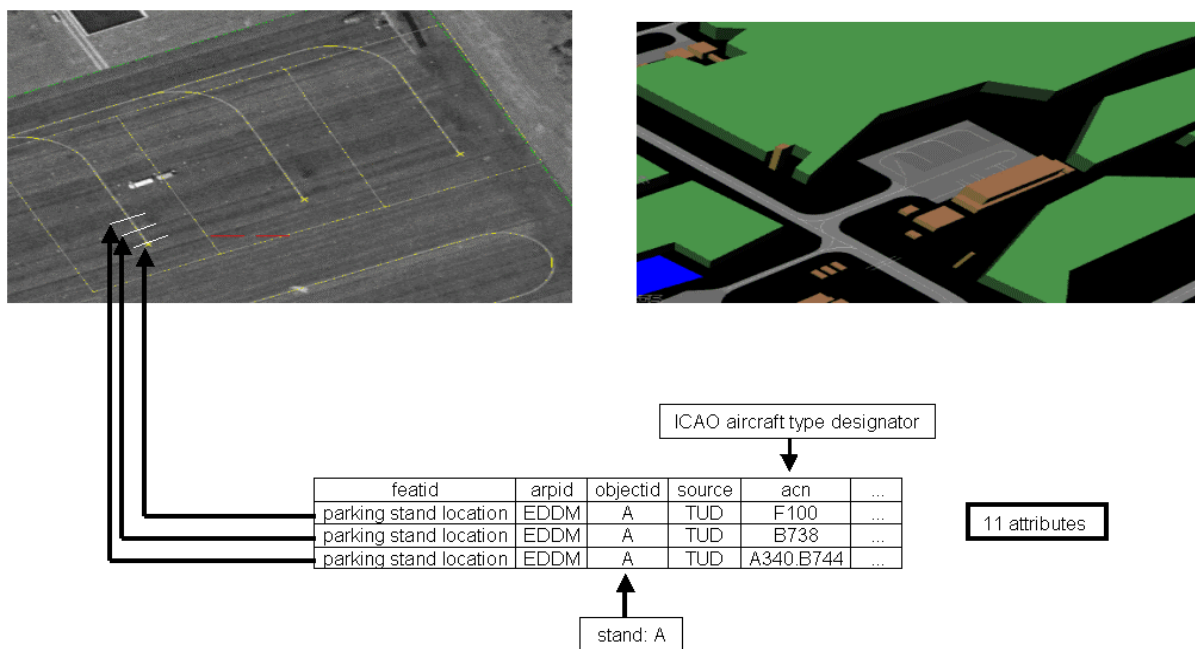 ICAO aircraft type designator
featid arpid objectid source acn ...
parking stand location EDDM A TUD F100 ...
parking stand location EDDM A TUD B738 ...
parking stand location EDDM A TUD A340.B744 ...
11 attributes
stand: A